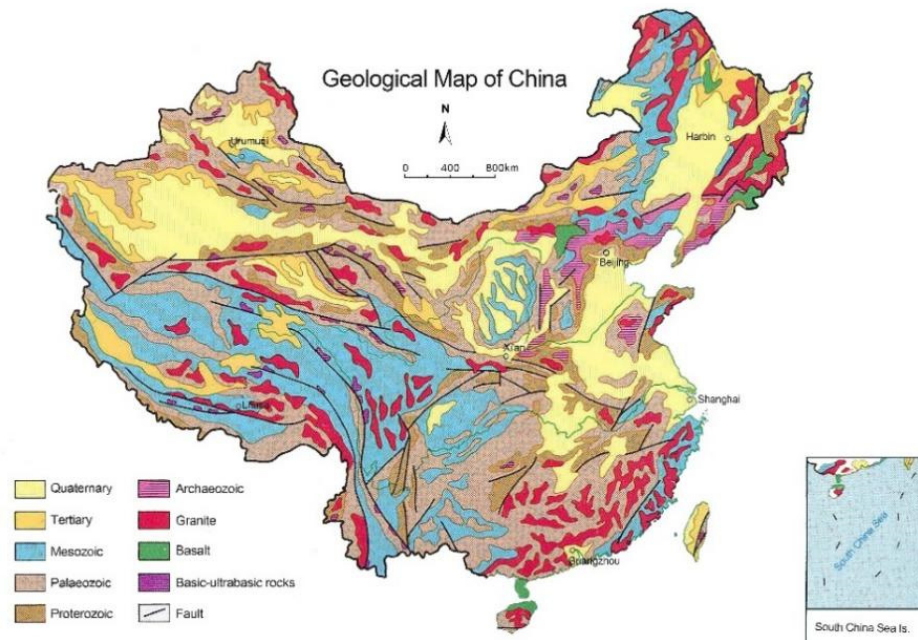 Geological Map of China
N
0 400 800km
Urumuqi
Harbin
Beijing
Xian
Shanghai
Lhasa
Guangzhou
Quaternary
Tertiary
Mesozoic
Palaeozoic
Proterozoic
Archaeozoic
Granite
Basalt
Basic-ultrabasic rocks
Fault
South China Sea
South China Sea Is.